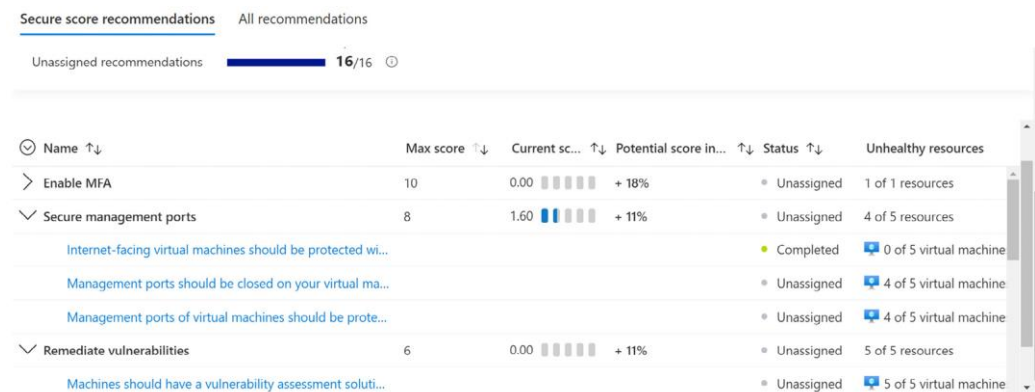 Secure score recommendations All recommendations
Unassigned recommendations 16/16
Name Max score Current sc... Potential score in... Status Unhealthy resources
Enable MFA 10 0.00 + 18% Unassigned 1 of 1 resources
Secure management ports 8 1.60 + 11% Unassigned 4 of 5 resources
Internet-facing virtual machines should be protected wi... Completed 0 of 5 virtual machine
Management ports should be closed on your virtual ma... Unassigned 4 of 5 virtual machine
Management ports of virtual machines should be prote... Unassigned 4 of 5 virtual machine
Remediate vulnerabilities 6 0.00 + 11% Unassigned 5 of 5 resources
Machines should have a vulnerability assessment soluti... Unassigned 5 of 5 virtual machine